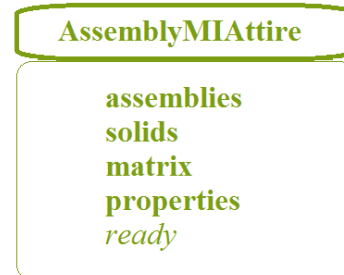 AssemblyMIAttire
assemblies
solids
matrix
properties
ready